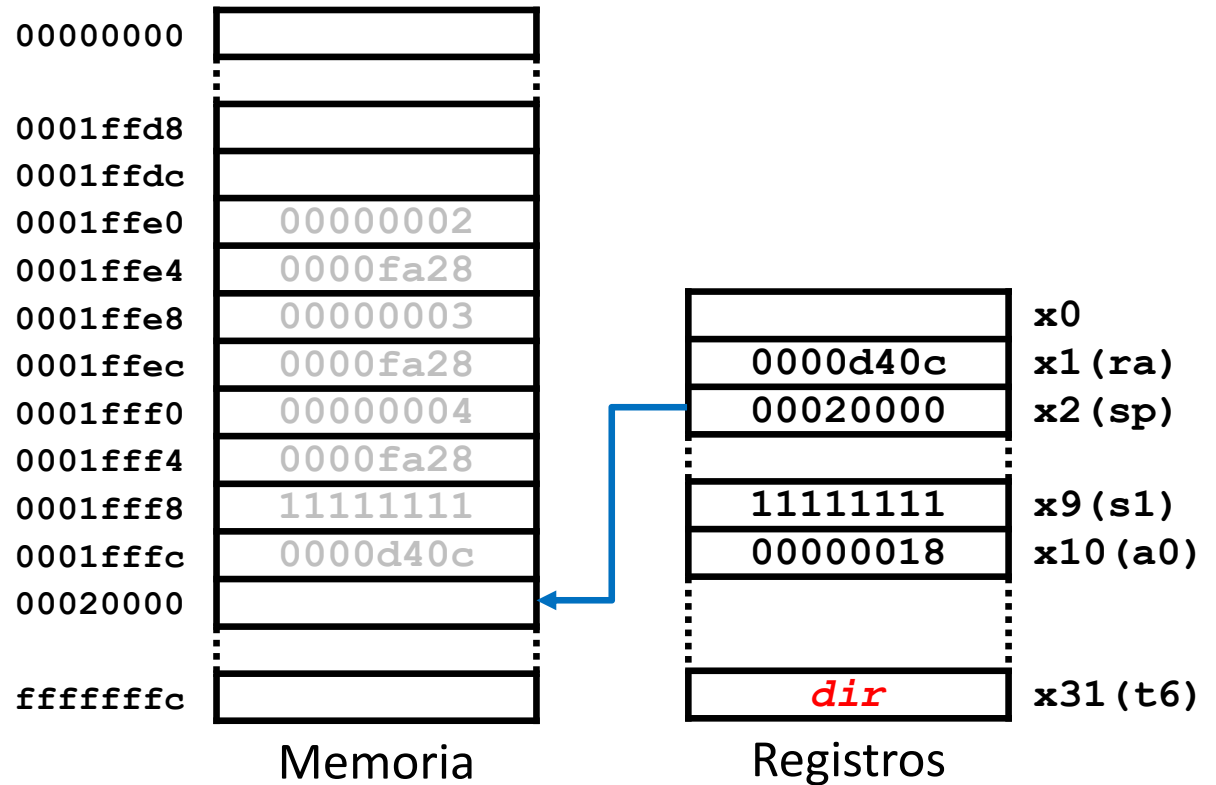 00000000
0001ffd8
0001ffdc
0001ffe0 00000002
0001ffe4 0000fa28
0001ffe8 00000003
x0
0001ffec 0000fa28
0000d40c x1(ra)
0001fff0 00000004
00020000 x2(sp)
0001fff4 0000fa28
0001fff8 11111111
11111111 x9(s1)
0001fffc 0000d40c
00000018 x10(a0)
00020000
fffffffc
dir x31(t6)
Memoria
Registros